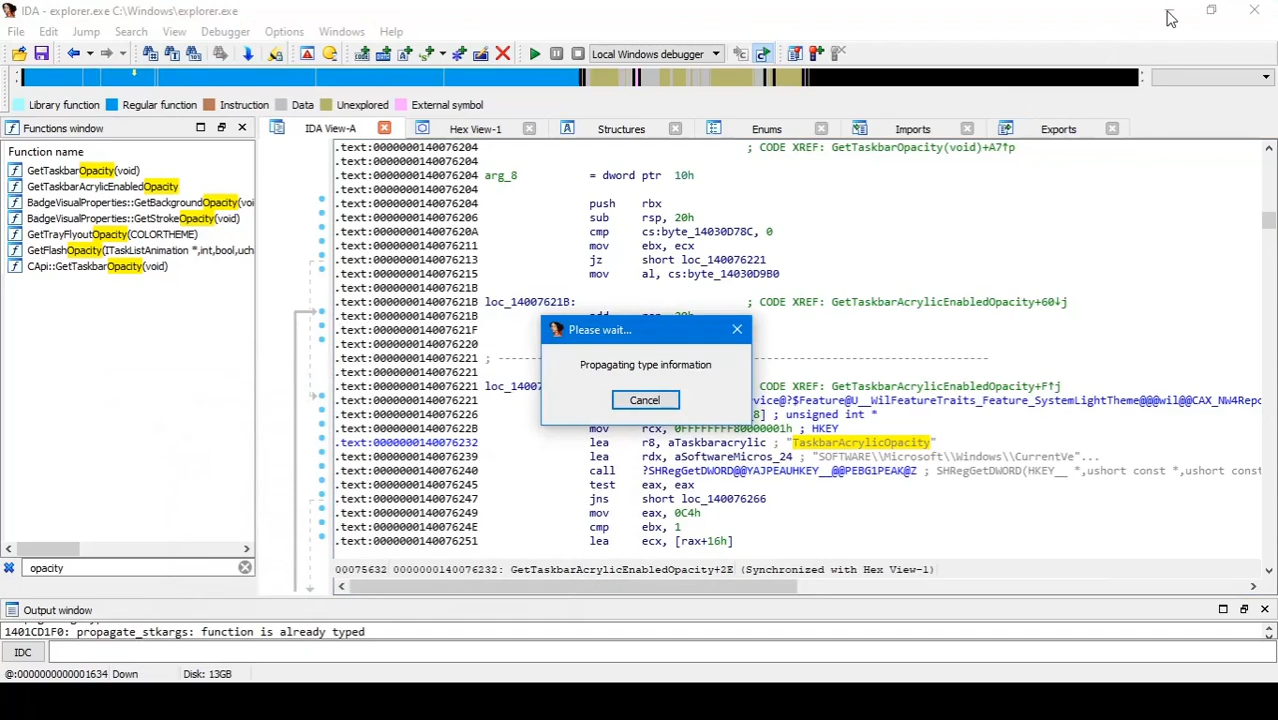 IDA - explorer.exe C:\Windows\explorer.exe
File Edit Jump Search View Debugger Options Windows Help
Local Windows debugger
Library function Regular function Instruction Data Unexplored External symbol
Functions window
IDA View-A Hex View-1 Structures Enums Imports Exports
Function name
GetTaskbarOpacity(void)
GetTaskbarAcrylicEnabledOpacity
BadgeVisualProperties::GetBackgroundOpacity(voi
BadgeVisualProperties::GetStrokeOpacity(void)
GetTrayFlyoutOpacity(COLORTHEME)
GetFlashOpacity(ITaskListAnimation *,int,bool,uch
CApi::GetTaskbarOpacity(void)
opacity
.text:0000000140076204 ; CODE XREF: GetTaskbarOpacity(void)+A7↑p
.text:0000000140076204
.text:0000000140076204 arg_8 = dword ptr 10h
.text:0000000140076204
.text:0000000140076204 push rbx
.text:0000000140076206 sub rsp, 20h
.text:000000014007620A cmp cs:byte_14030D78C, 0
.text:0000000140076211 mov ebx, ecx
.text:0000000140076213 jz short loc_140076221
.text:0000000140076215 mov al, cs:byte_14030D9B0
.text:000000014007621B
.text:000000014007621B loc_14007621B: ; CODE XREF: GetTaskbarAcrylicEnabledOpacity+60↓j
.text:000000014007621B
.text:000000014007621F
.text:0000000140076220
.text:0000000140076221 ; ---
.text:0000000140076221
.text:0000000140076221 loc_1400 CODE XREF: GetTaskbarAcrylicEnabledOpacity+F↑j
.text:0000000140076221 vice@?$Feature@U__WilFeatureTraits_Feature_SystemLightTheme@@@wil@@CAX_NW4Repo
.text:0000000140076226 8] ; unsigned int *
.text:000000014007622B mov rcx, 0FFFFFFFF80000001h ; HKEY
.text:0000000140076232 lea r8, aTaskbaracrylic ; "TaskbarAcrylicOpacity"
.text:0000000140076239 lea rdx, aSoftwareMicros_24 ; "SOFTWARE\\Microsoft\\Windows\\CurrentVe"...
.text:0000000140076240 call ?SHRegGetDWORD@@YAJPEAUHKEY__@@PEBG1PEAK@Z ; SHRegGetDWORD(HKEY__ *,ushort const *,ushort const
.text:0000000140076245 test eax, eax
.text:0000000140076247 jns short loc_140076266
.text:0000000140076249 mov eax, 0C4h
.text:000000014007624E cmp ebx, 1
.text:0000000140076251 lea ecx, [rax+16h]
00075632 0000000140076232: GetTaskbarAcrylicEnabledOpacity+2E (Synchronized with Hex View-1)
Please wait...
Propagating type information
Cancel
Output window
1401CD1F0: propagate_stkargs: function is already typed
IDC
@:0000000000001634 Down Disk: 13GB